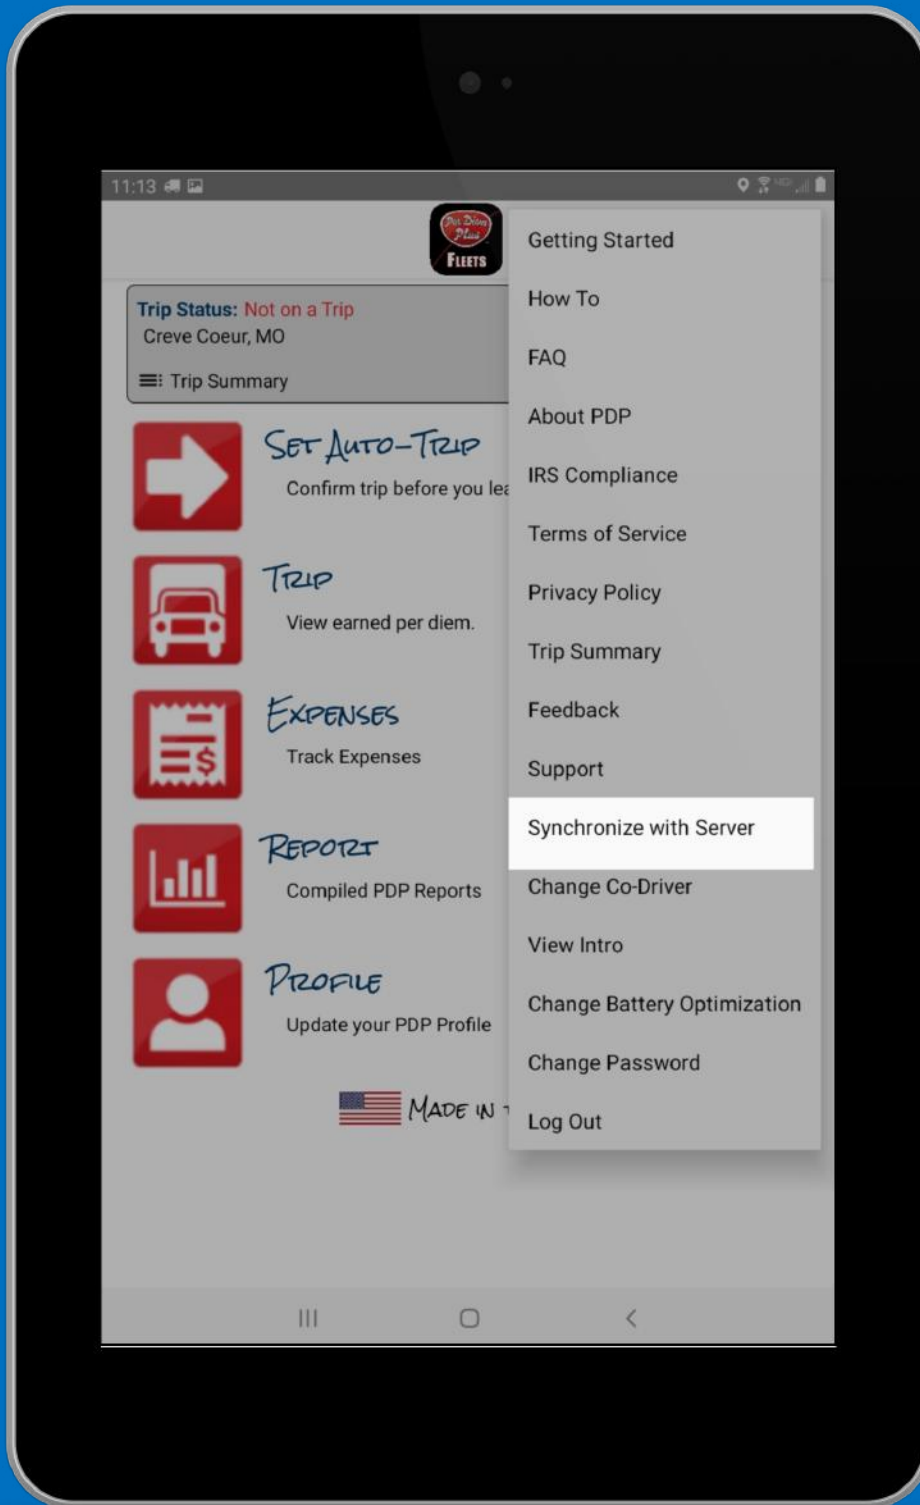 11:13
Per Diem
Plus
FLEETS
Trip Status: Not on a Trip
Creve Coeur, MO
Trip Summary
SET AUTO-TRIP
Confirm trip before you lea
TRIP
View earned per diem.
EXPENSES
Track Expenses
$
REPORT
Compiled PDP Reports
PROFILE
Update your PDP Profile
MADE IN
Getting Started
How To
FAQ
About PDP
IRS Compliance
Terms of Service
Privacy Policy
Trip Summary
Feedback
Support
Synchronize with Server
Change Co-Driver
View Intro
Change Battery Optimization
Change Password
Log Out